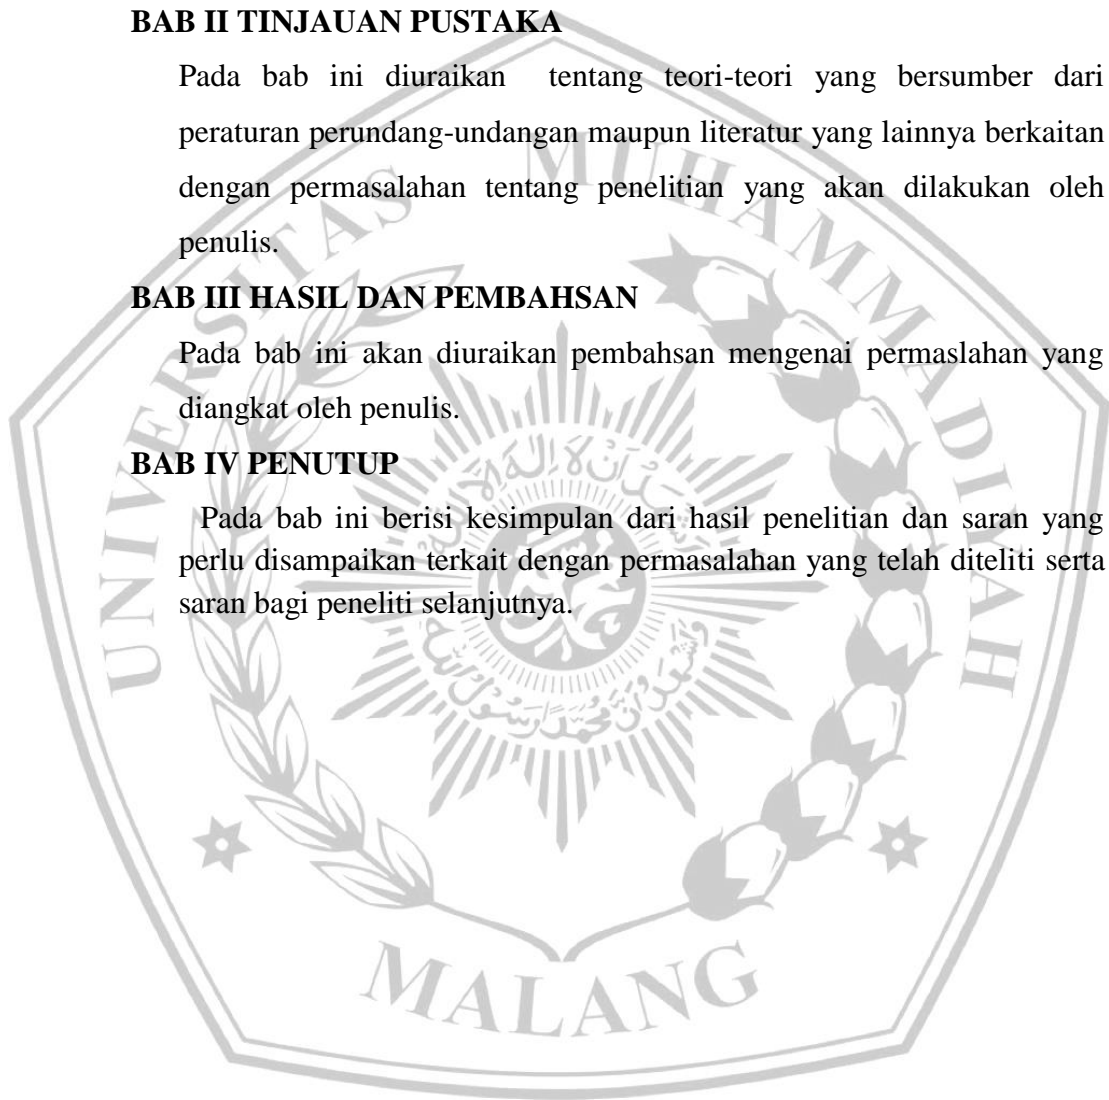 BAB II TINJAUAN PUSTAKA
Pada bab ini diuraikan tentang teori-teori yang bersumber dari
peraturan perundang-undangan maupun literatur yang lainnya berkaitan
dengan permasalahan tentang penelitian yang akan dilakukan oleh
penulis.
BAB III HASIL DAN PEMBAHSAN
Pada bab ini akan diuraikan pembahsan mengenai permaslahan yang
diangkat oleh penulis.
BAB IV PENUTUP
Pada bab ini berisi kesimpulan dari hasil penelitian dan saran yang
perlu disampaikan terkait dengan permasalahan yang telah diteliti serta
saran bagi peneliti selanjutnya.
UNIVERSITAS MUHAMMADIYAH
MALANG